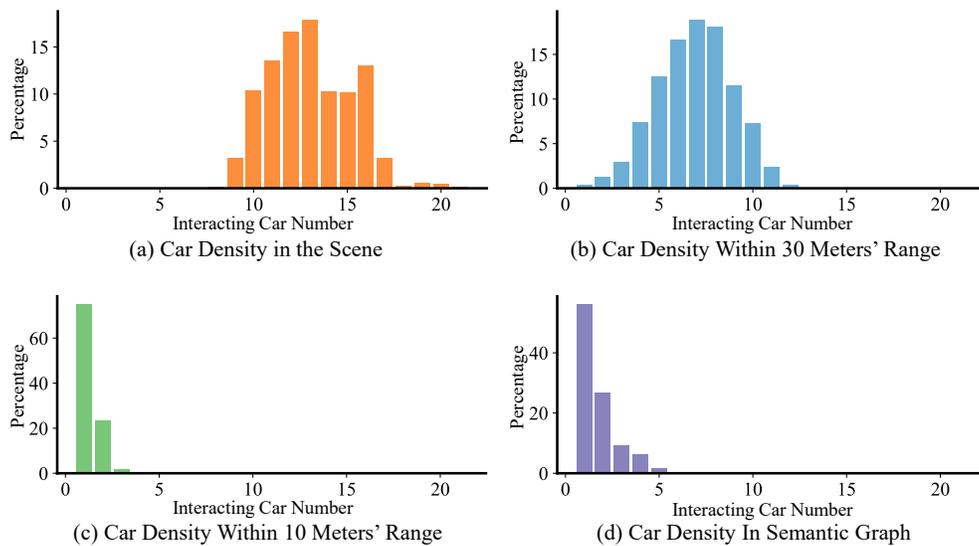 Percentage
15
10
5
0
0 5 10 15 20
Interacting Car Number
(a) Car Density in the Scene
Percentage
15
10
5
0
0 5 10 15 20
Interacting Car Number
(b) Car Density Within 30 Meters’ Range
Percentage
60
40
20
0
0 5 10 15 20
Interacting Car Number
(c) Car Density Within 10 Meters’ Range
Percentage
40
20
0
0 5 10 15 20
Interacting Car Number
(d) Car Density In Semantic Graph